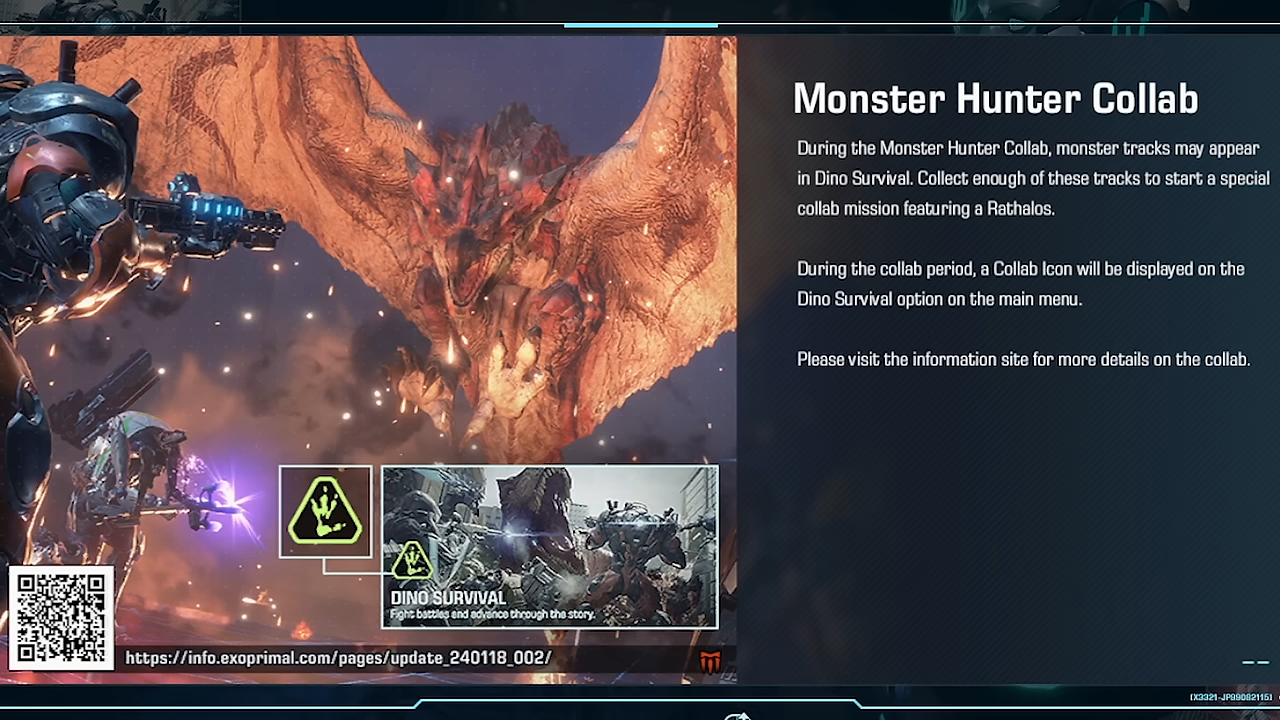 Monster Hunter Collab
During the Monster Hunter Collab, monster tracks may appear
in Dino Survival. Collect enough of these tracks to start a special
collab mission featuring a Rathalos.
During the collab period, a Collab Icon will be displayed on the
Dino Survival option on the main menu.
Please visit the information site for more details on the collab.
DINO SURVIVAL
Fight battles and advance through the story.
https://info.exoprimal.com/pages/update_240118_002/
[X3321-JP99082115]